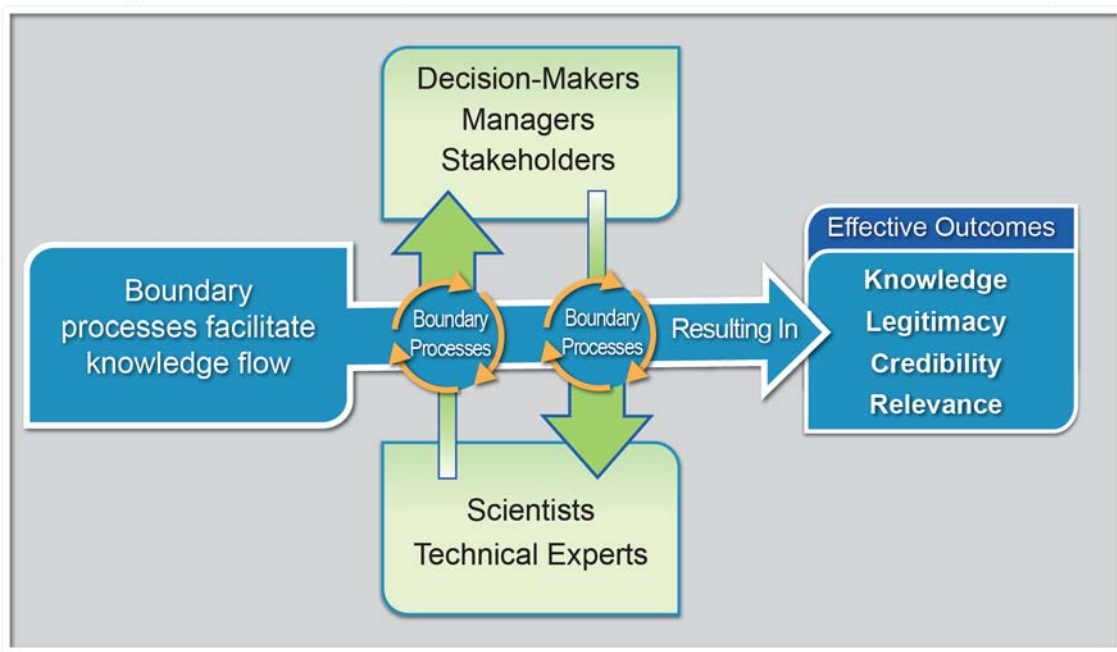 Decision-Makers
Managers
Stakeholders
Boundary
processes facilitate
knowledge flow
Boundary
Processes
Boundary
Processes
Resulting In
Effective Outcomes
Knowledge
Legitimacy
Credibility
Relevance
Scientists
Technical Experts